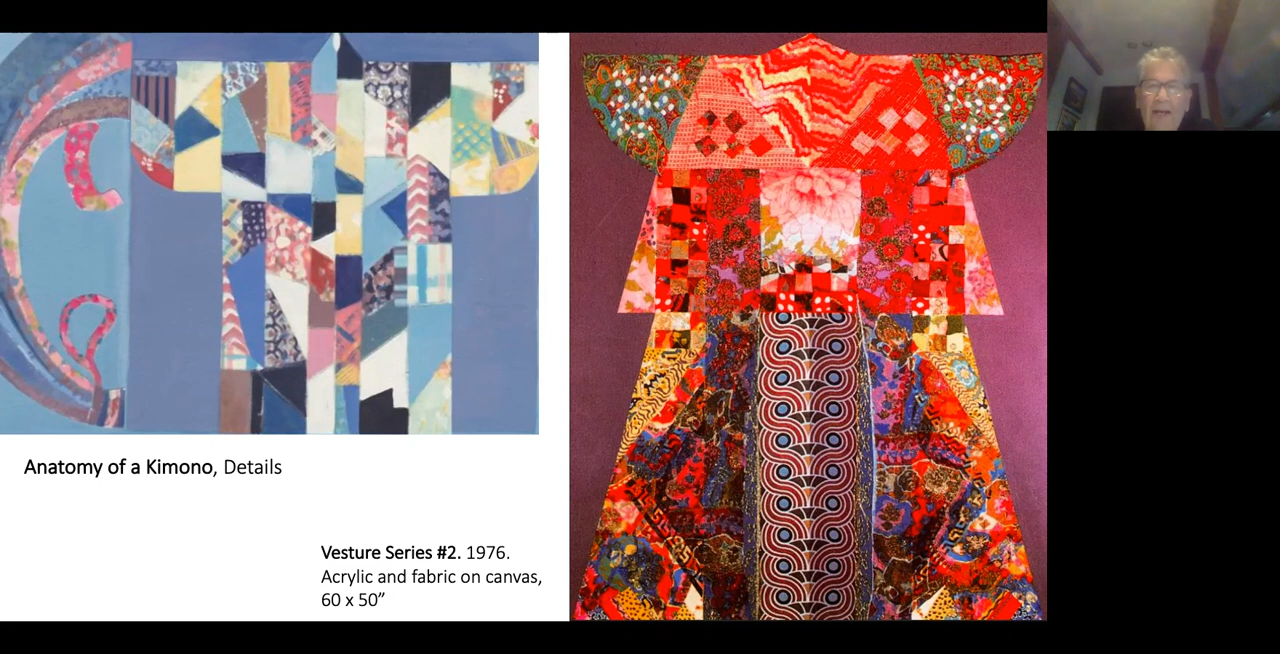 Anatomy of a Kimono, Details
Vesture Series #2. 1976.
Acrylic and fabric on canvas,
60 x 50”